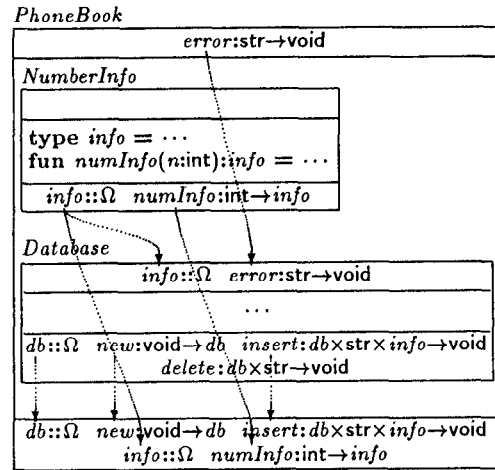 PhoneBook
error:str→void
NumberInfo
type info = ···
fun numInfo(n:int):info = ···
info::Ω numInfo:int→info
Database
info::Ω error:str→void
···
db::Ω new:void→db insert:db×str×info→void
delete:db×str→void
db::Ω new:void→db insert:db×str×info→void
info::Ω numInfo:int→info